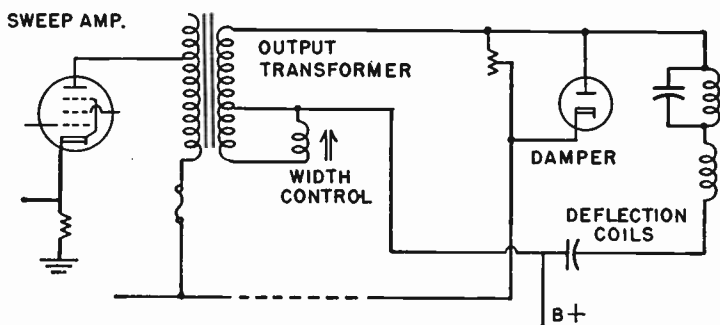 SWEEP AMP.
OUTPUT
TRANSFORMER
WIDTH
CONTROL
DAMPER
DEFLECTION
COILS
B+